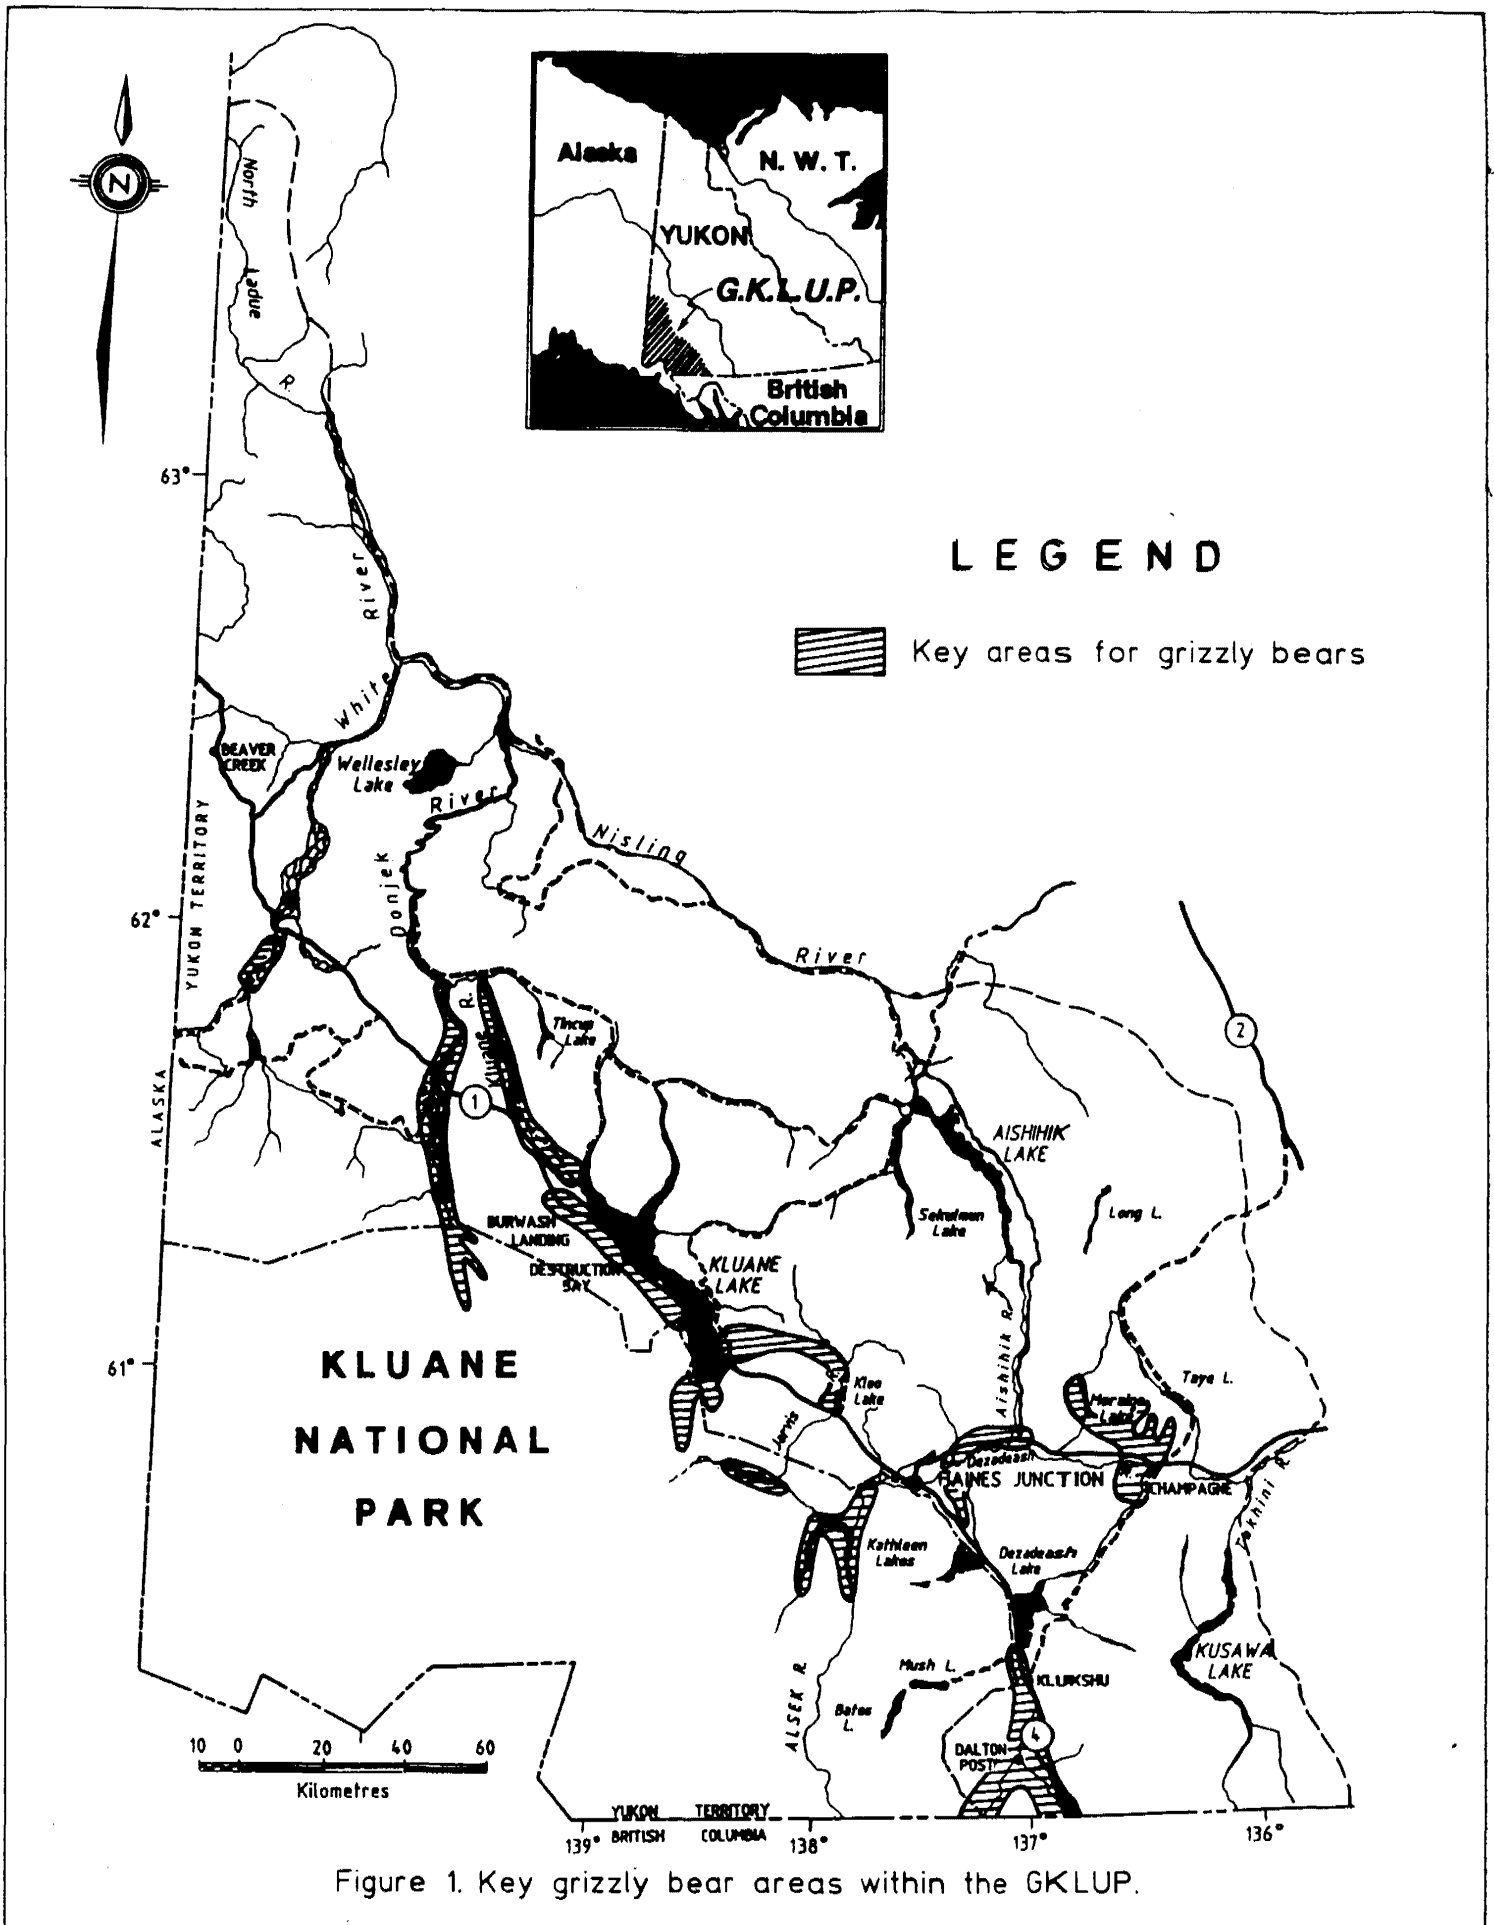 N
Alaska
N. W. T.
YUKON
G.K.L.U.P.
British
Columbia
North
Ladue
R.
63°
LEGEND
Key areas for grizzly bears
River
White
BEAVER
CREEK
Wellesley
Lake
River
Donjek
Nisling
River
62°
YUKON TERRITORY
ALASKA
R.
Kluane
Tincup
Lake
1
2
AISHIHIK
LAKE
Sekulmun
Lake
Long L.
BURWASH
LANDING
DESTRUCTION
BAY
KLUANE
LAKE
Aishihik R.
61°
KLUANE
NATIONAL
PARK
Kloo
Lake
Jarvis
Taye L.
Moraine
Lake
Dezadeash
R.
HAINES JUNCTION
CHAMPAGNE
Takhini R.
Kathleen
Lakes
Dezadeash
Lake
KUSAWA
LAKE
Mush L.
Bates
L.
KLUKSHU
ALSEK R.
4
DALTON
POST
10 0 20 40 60
Kilometres
YUKON TERRITORY
BRITISH COLUMBIA
139° 138° 137° 136°
Figure 1. Key grizzly bear areas within the GKLUP.